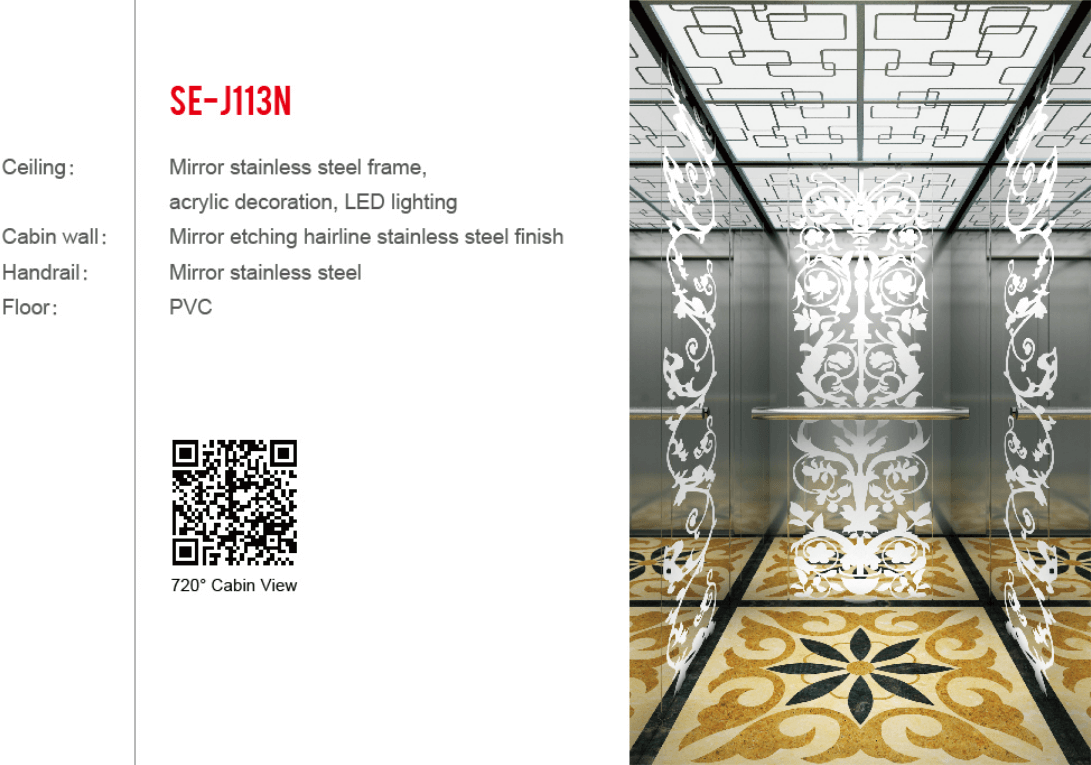 SE-J113N
Ceiling: Mirror stainless steel frame,
acrylic decoration, LED lighting
Cabin wall: Mirror etching hairline stainless steel finish
Handrail: Mirror stainless steel
Floor: PVC
720° Cabin View